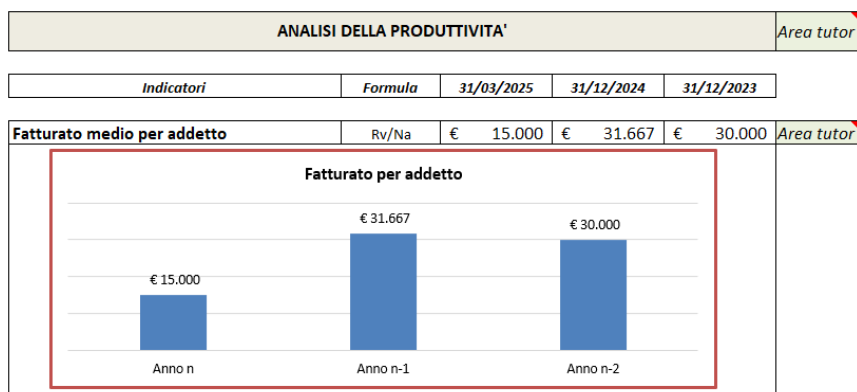 ANALISI DELLA PRODUTTIVITA' Area tutor
Indicatori Formula 31/03/2025 31/12/2024 31/12/2023
Fatturato medio per addetto Rv/Na € 15.000 € 31.667 € 30.000 Area tutor
Fatturato per addetto
€ 15.000 € 31.667 € 30.000
Anno n Anno n-1 Anno n-2